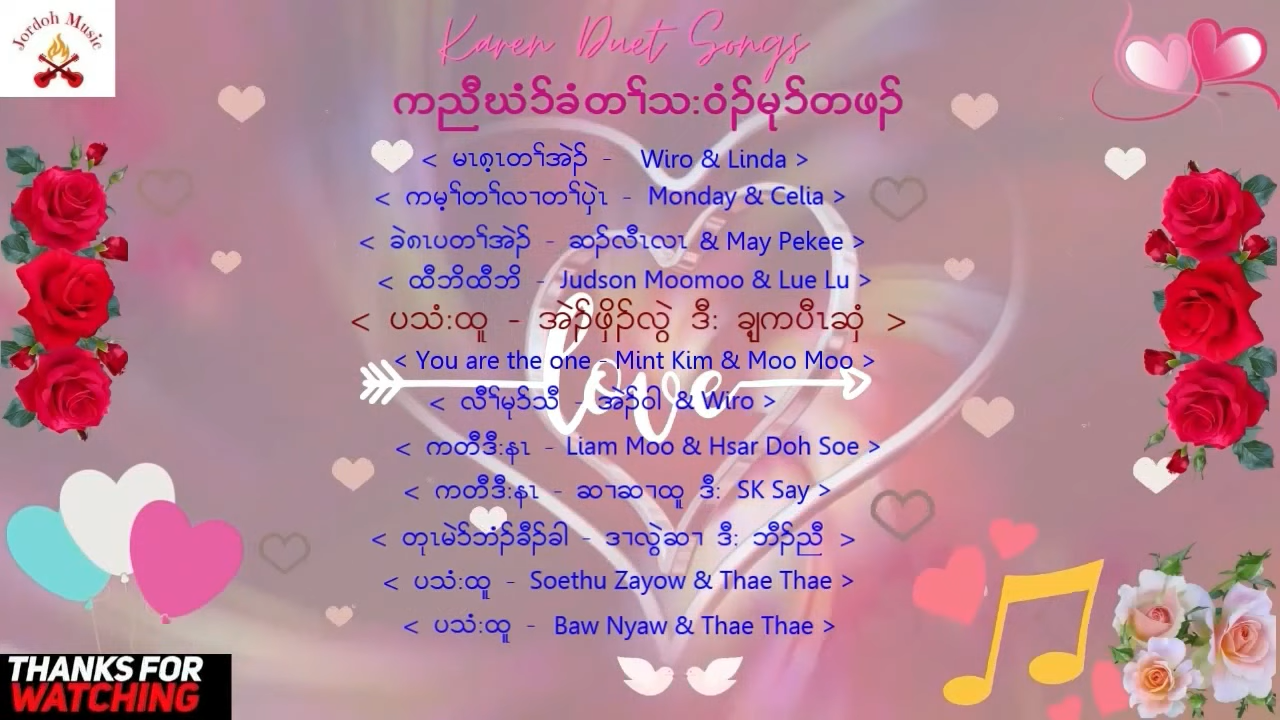 Jordoh Music
Karen Duet Songs
ကညီဃံာ်ခံတၢ်သးဝံၣ်မုာ်တဖၣ်
< မၤစ့ၤတၢ်အဲၣ် - Wiro & Linda >
< ကမ့ၢ်တၢ်လၢတၢ်ပှဲၤ - Monday & Celia >
< ခဲ၈ၤပတၢ်အဲၣ် - ဆၣ်လီၤလၤ & May Pekee >
< ထီဘိထီဘိ - Judson Moomoo & Lue Lu >
< ပသံးထူ - အဲၣ်ဖှိၣ်လွဲ ဒီး ချ့ကပီၤဆှံ >
< You are the one - Mint Kim & Moo Moo >
love
< လီၢ်မုာ်သီ - အဲၣ်ဝါ & Wiro >
< ကတီဒီးနၤ - Liam Moo & Hsar Doh Soe >
< ကတီဒီးနၤ - ဆၢဆၢထူ ဒီး SK Say >
< တုၤမဲာ်ဘံၣ်ခီၣ်ခါ - ဒၢလွဲဆၢ ဒီး ဘီၣ်ညီ >
< ပသံးထူ - Soethu Zayow & Thae Thae >
< ပသံးထူ - Baw Nyaw & Thae Thae >
THANKS FOR
WATCHING